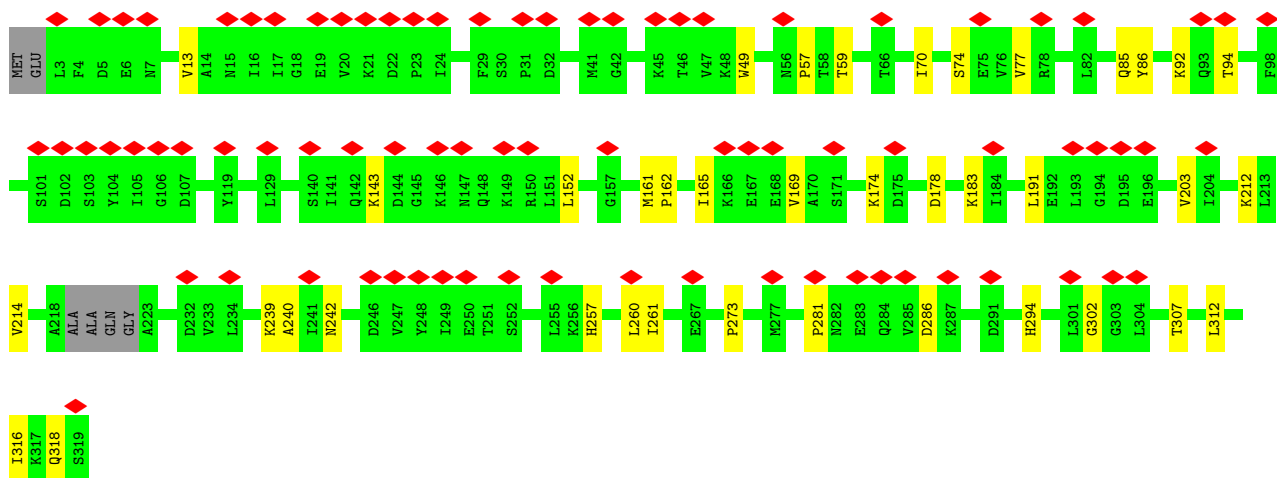 MET GLU L3 F4 D5 E6 N7 V13 A14 N15 I16 I17 G18 E19 V20 K21 D22 P23 I24 F29 S30 P31 D32 M41 G42 K45 T46 V47 K48 W49 N56 P57 T58 T59 T66 I70 S74 E75 V76 V77 R78 L82 Q85 Y86 K92 Q93 T94 F98
S101 D102 S103 Y104 I105 G106 D107 Y119 L129 S140 I141 Q142 K143 D144 G145 K146 N147 Q148 K149 R150 L151 L152 G157 M161 P162 I165 K166 E167 E168 V169 A170 S171 K174 D175 D178 K183 I184 L191 E192 L193 G194 D195 E196 V203 I204 K212 L213
V214 A218 ALA ALA GLN GLY A223 D232 V233 L234 K239 A240 I241 N242 D246 V247 Y248 I249 E250 T251 S252 L255 K256 H257 L260 I261 E267 P273 M277 P281 N282 E283 Q284 V285 D286 K287 D291 H294 L301 G302 G303 L304 T307 L312
I316 K317 Q318 S319